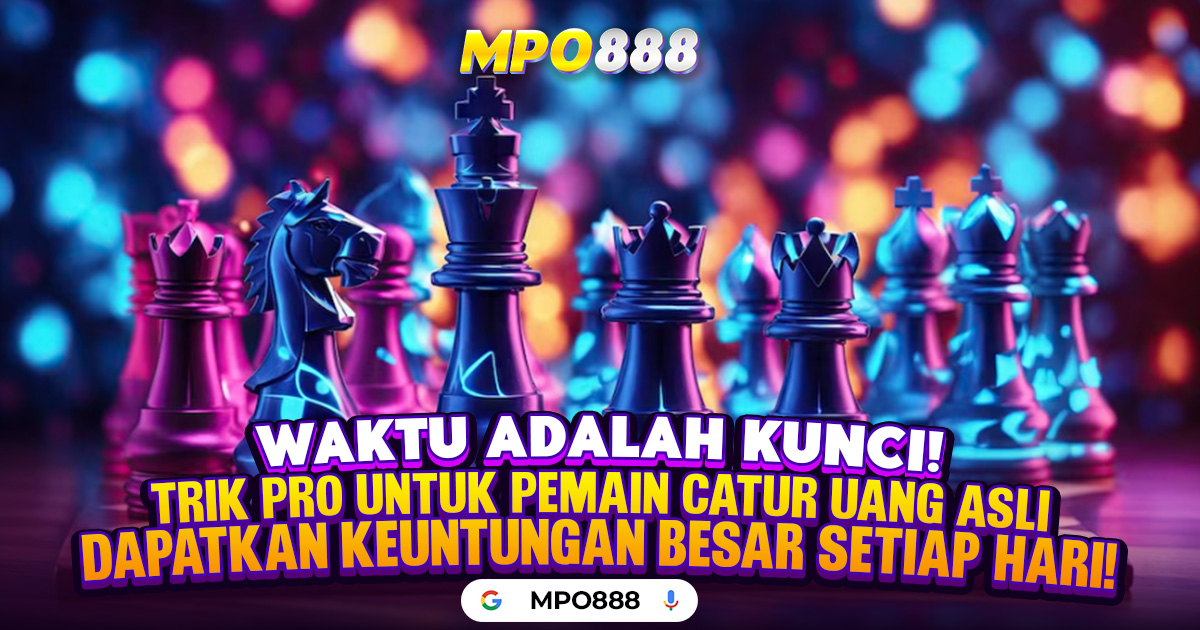 MPO888
WAKTU ADALAH KUNCI!
TRIK PRO UNTUK PEMAIN CATUR UANG ASLI
DAPATKAN KEUNTUNGAN BESAR SETIAP HARI!
MPO888